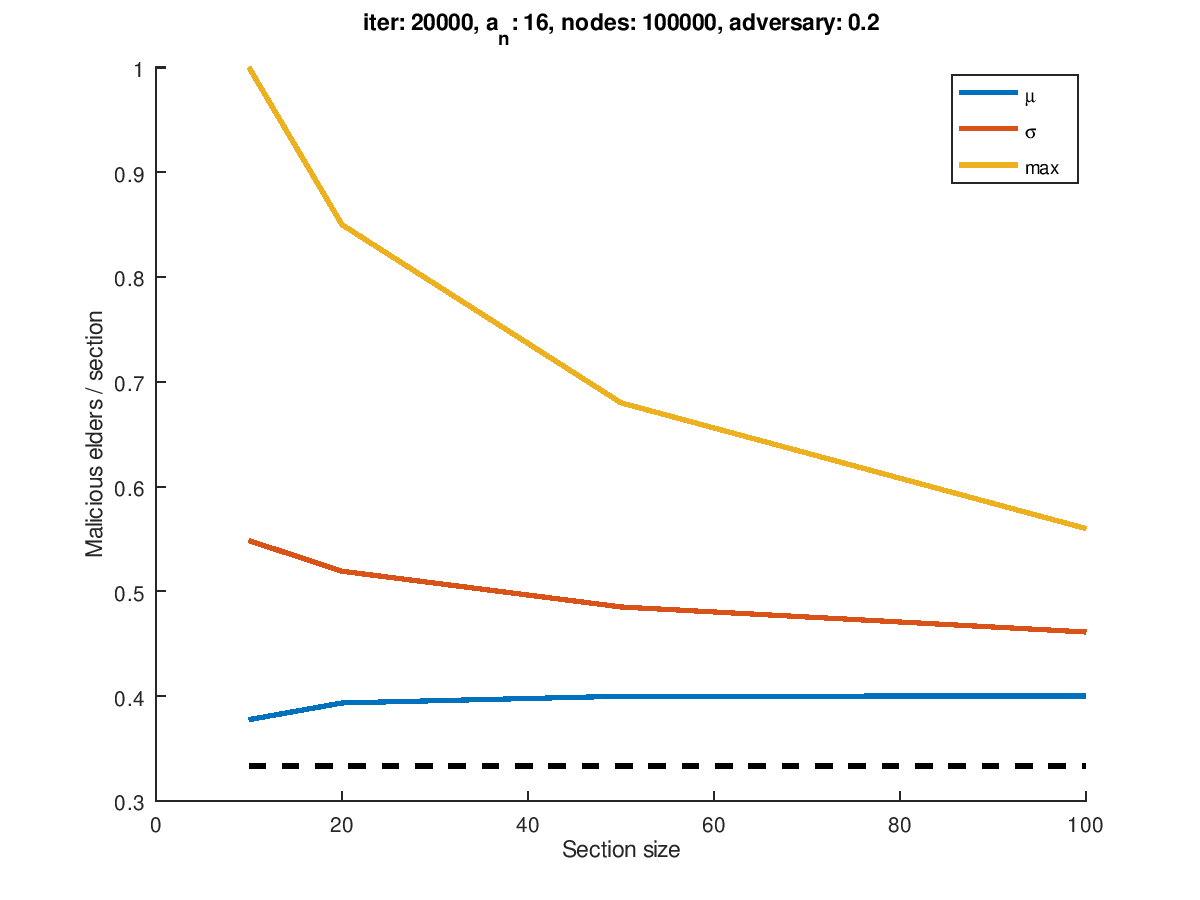 iter: 20000, aₙ: 16, nodes: 100000, adversary: 0.2
μ
σ
max
1
0.9
0.8
0.7
0.6
0.5
0.4
0.3
Malicious elders / section
0 20 40 60 80 100
Section size